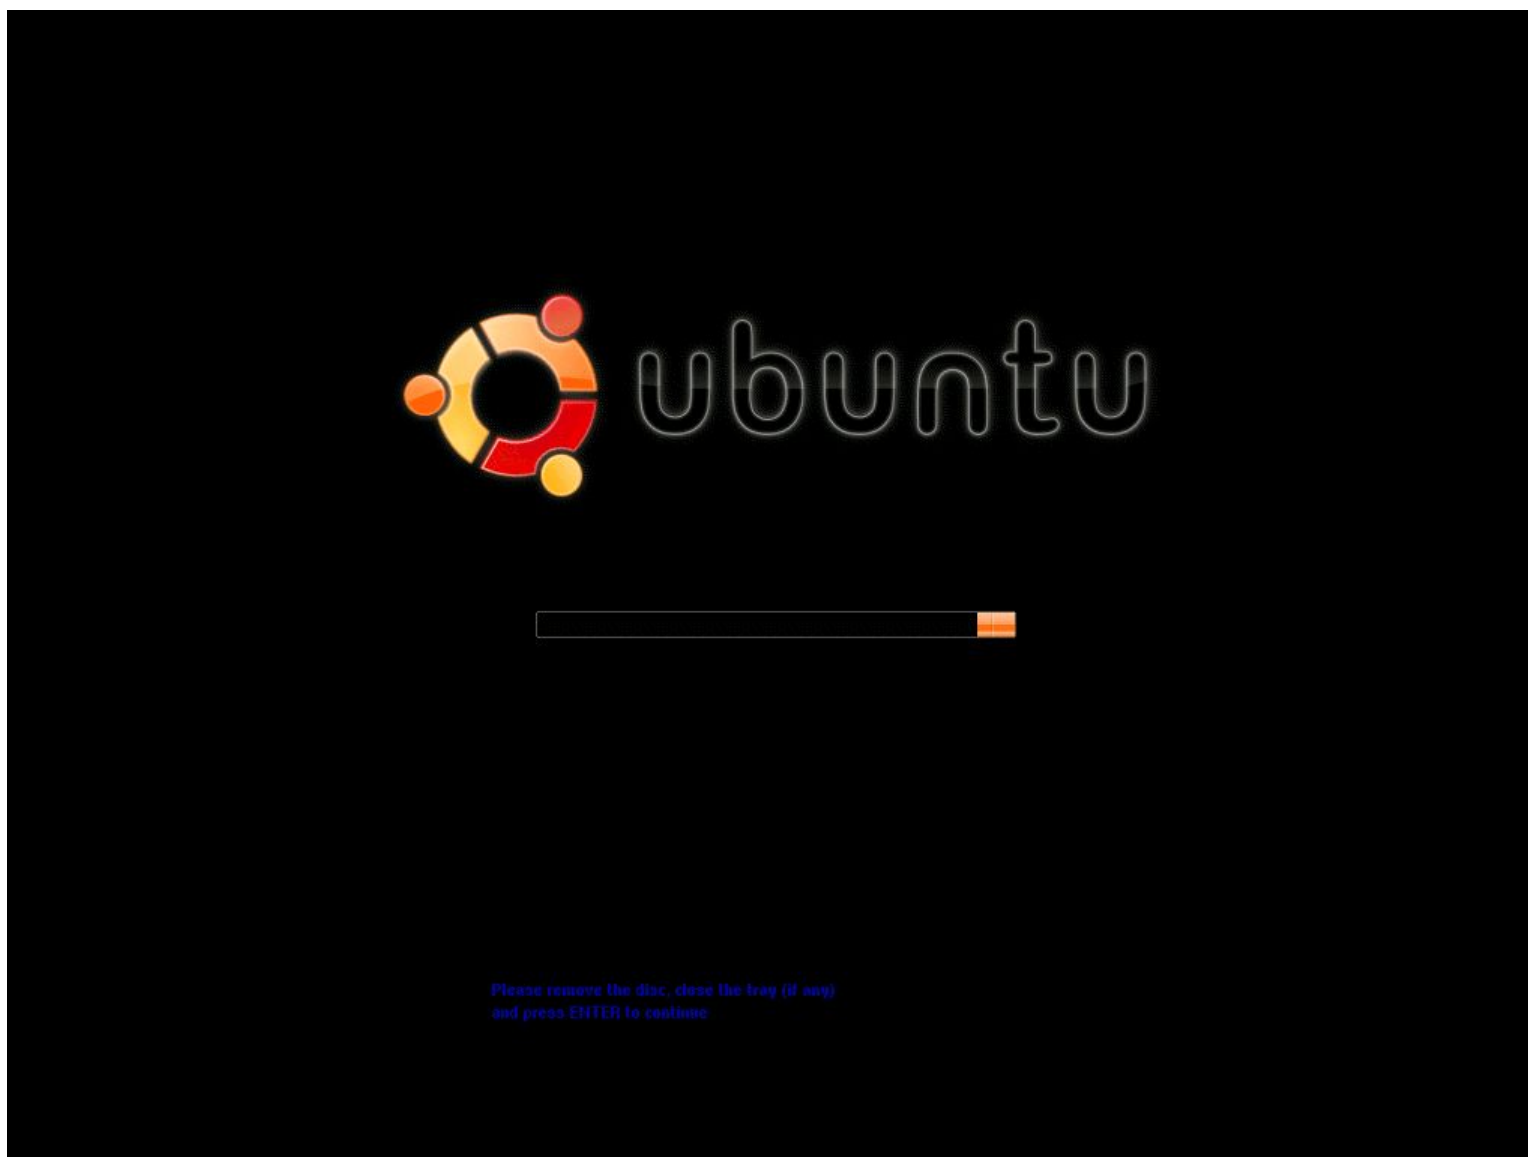 ubuntu
Please remove the disc, close the tray (if any)
and press ENTER to continue